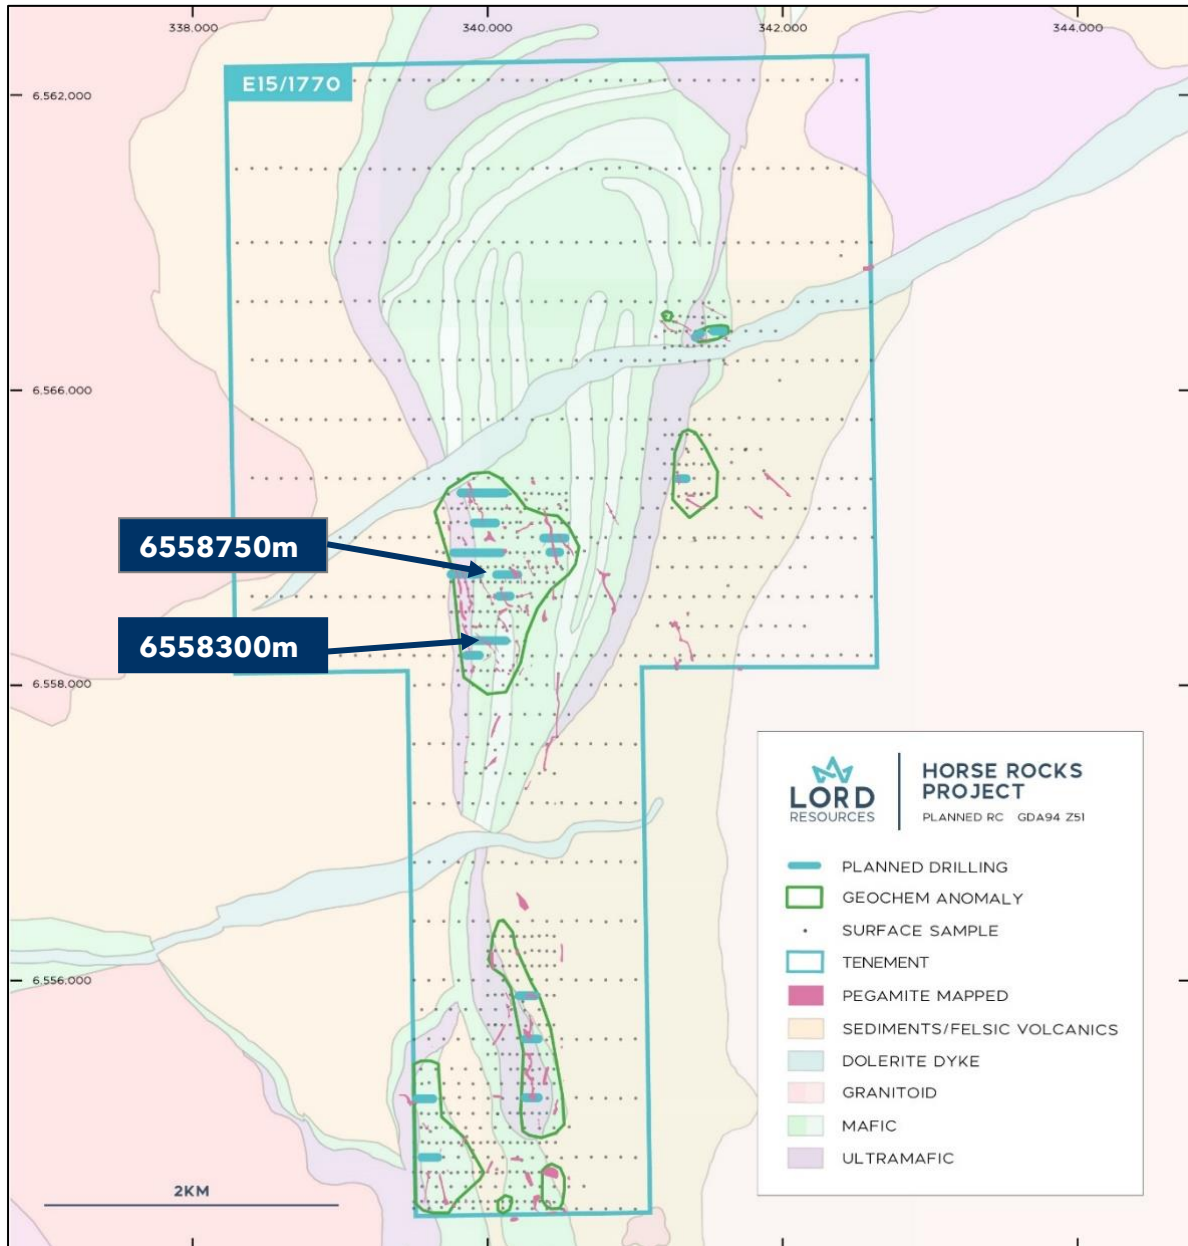 338.000 340.000 342.000 344.000
E15/1770
6,562.000
6,566.000
6558750m
6558300m
6,558.000
6,556.000
2KM
LORD
RESOURCES
HORSE ROCKS
PROJECT
PLANNED RC GDA94 Z51
PLANNED DRILLING
GEOCHEM ANOMALY
SURFACE SAMPLE
TENEMENT
PEGAMITE MAPPED
SEDIMENTS/FELSIC VOLCANICS
DOLERITE DYKE
GRANITOID
MAFIC
ULTRAMAFIC